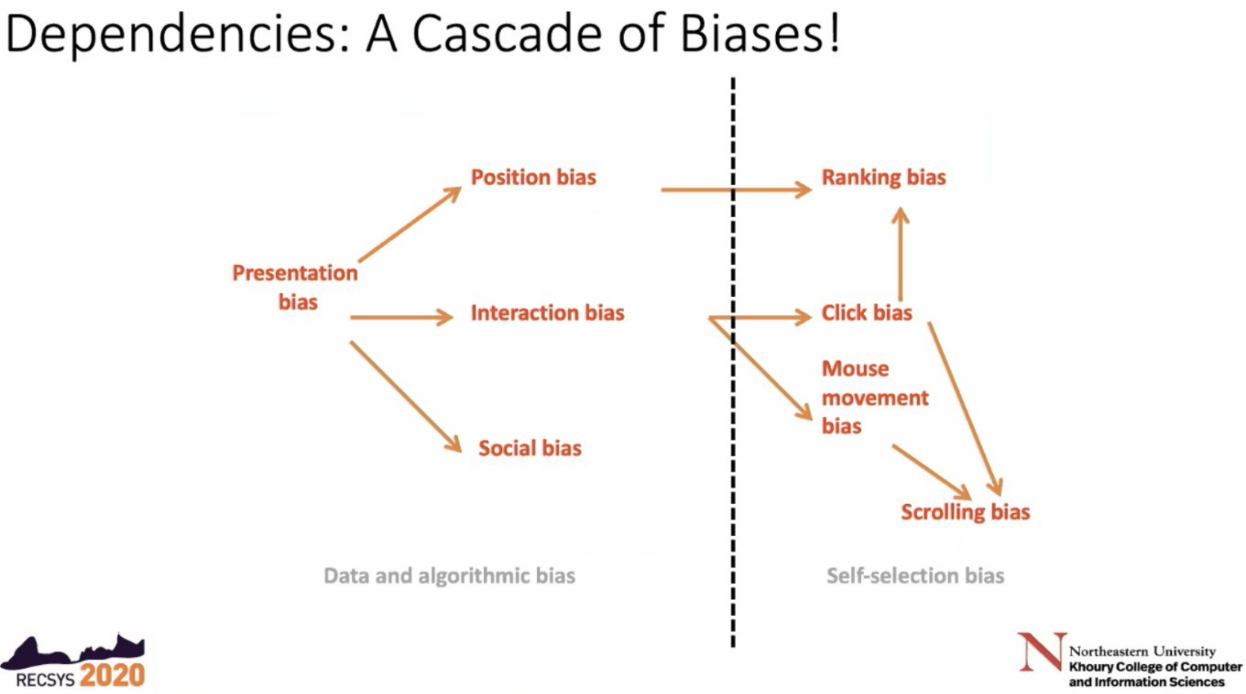 Dependencies: A Cascade of Biases!
Position bias
Ranking bias
Presentation
bias
Interaction bias
Click bias
Mouse
movement
bias
Social bias
Scrolling bias
Data and algorithmic bias
Self-selection bias
RECSYS 2020
N
Northeastern University
Khoury College of Computer
and Information Sciences